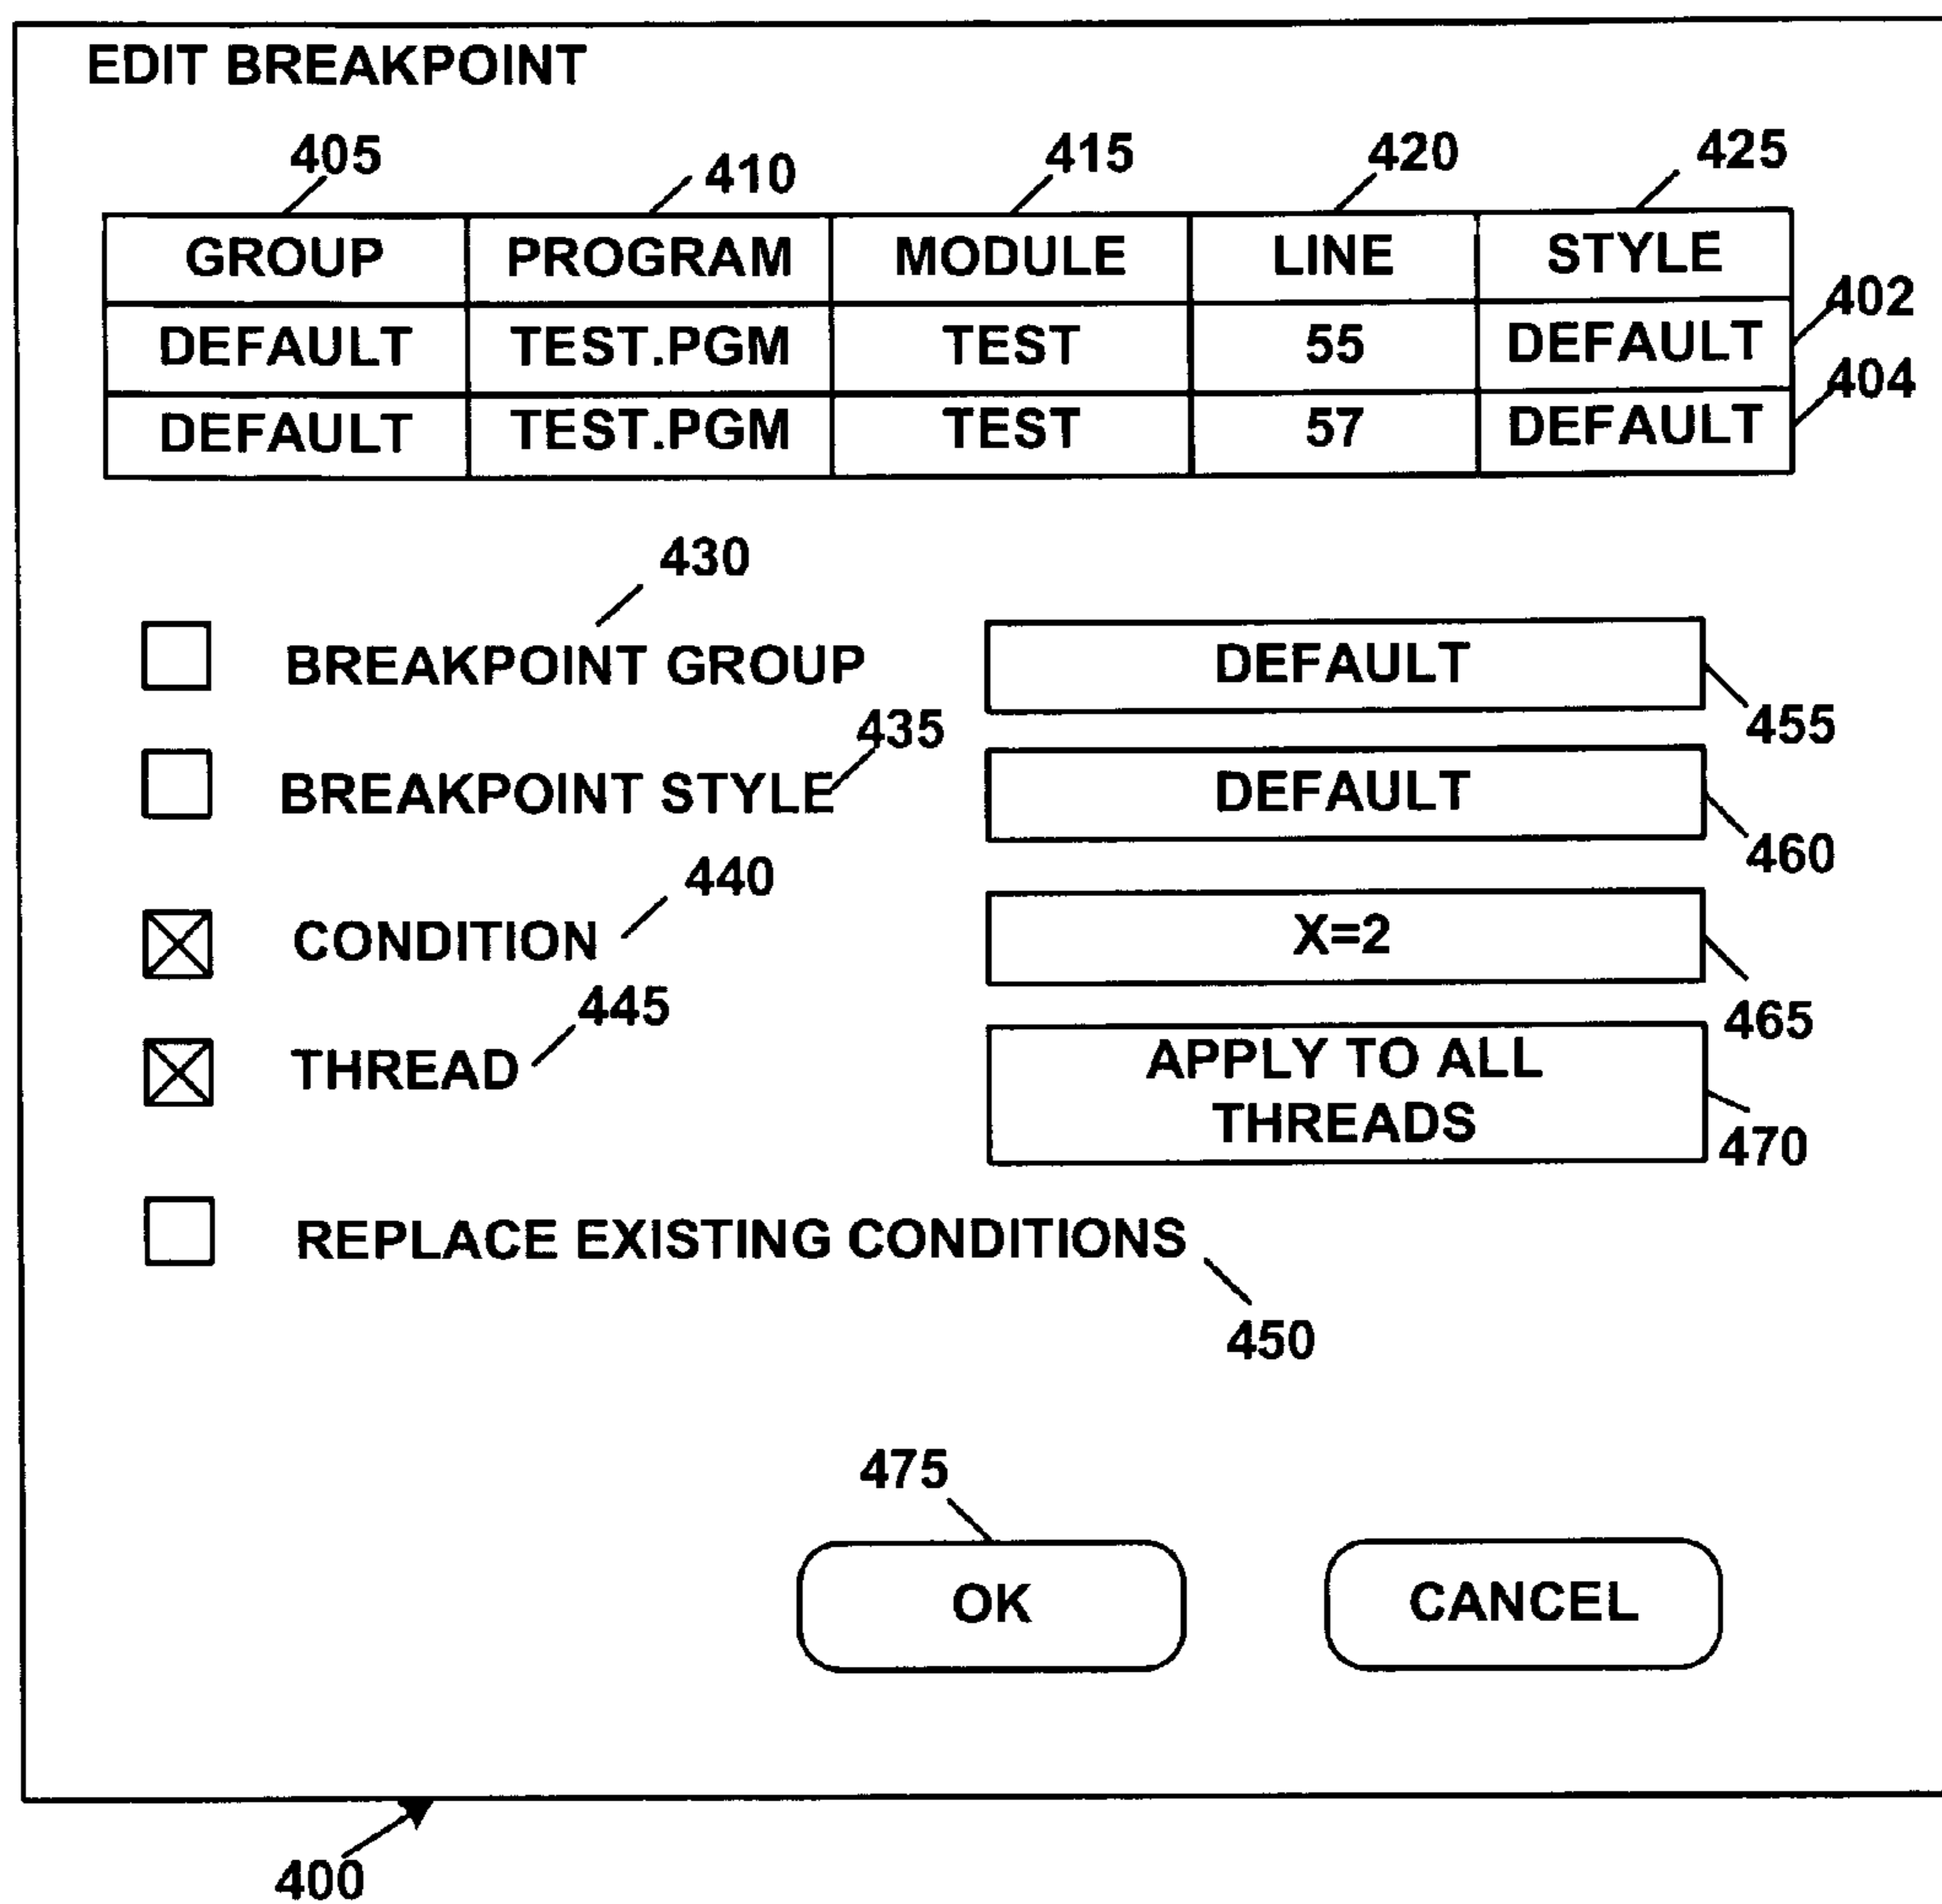 EDIT BREAKPOINT
405 410 415 420 425
GROUP PROGRAM MODULE LINE STYLE
402
DEFAULT TEST.PGM TEST 55 DEFAULT
404
DEFAULT TEST.PGM TEST 57 DEFAULT
430
BREAKPOINT GROUP DEFAULT
455
435
BREAKPOINT STYLE DEFAULT
460
440
CONDITION X=2
465
445
THREAD APPLY TO ALL
THREADS
470
REPLACE EXISTING CONDITIONS
450
475
OK CANCEL
400